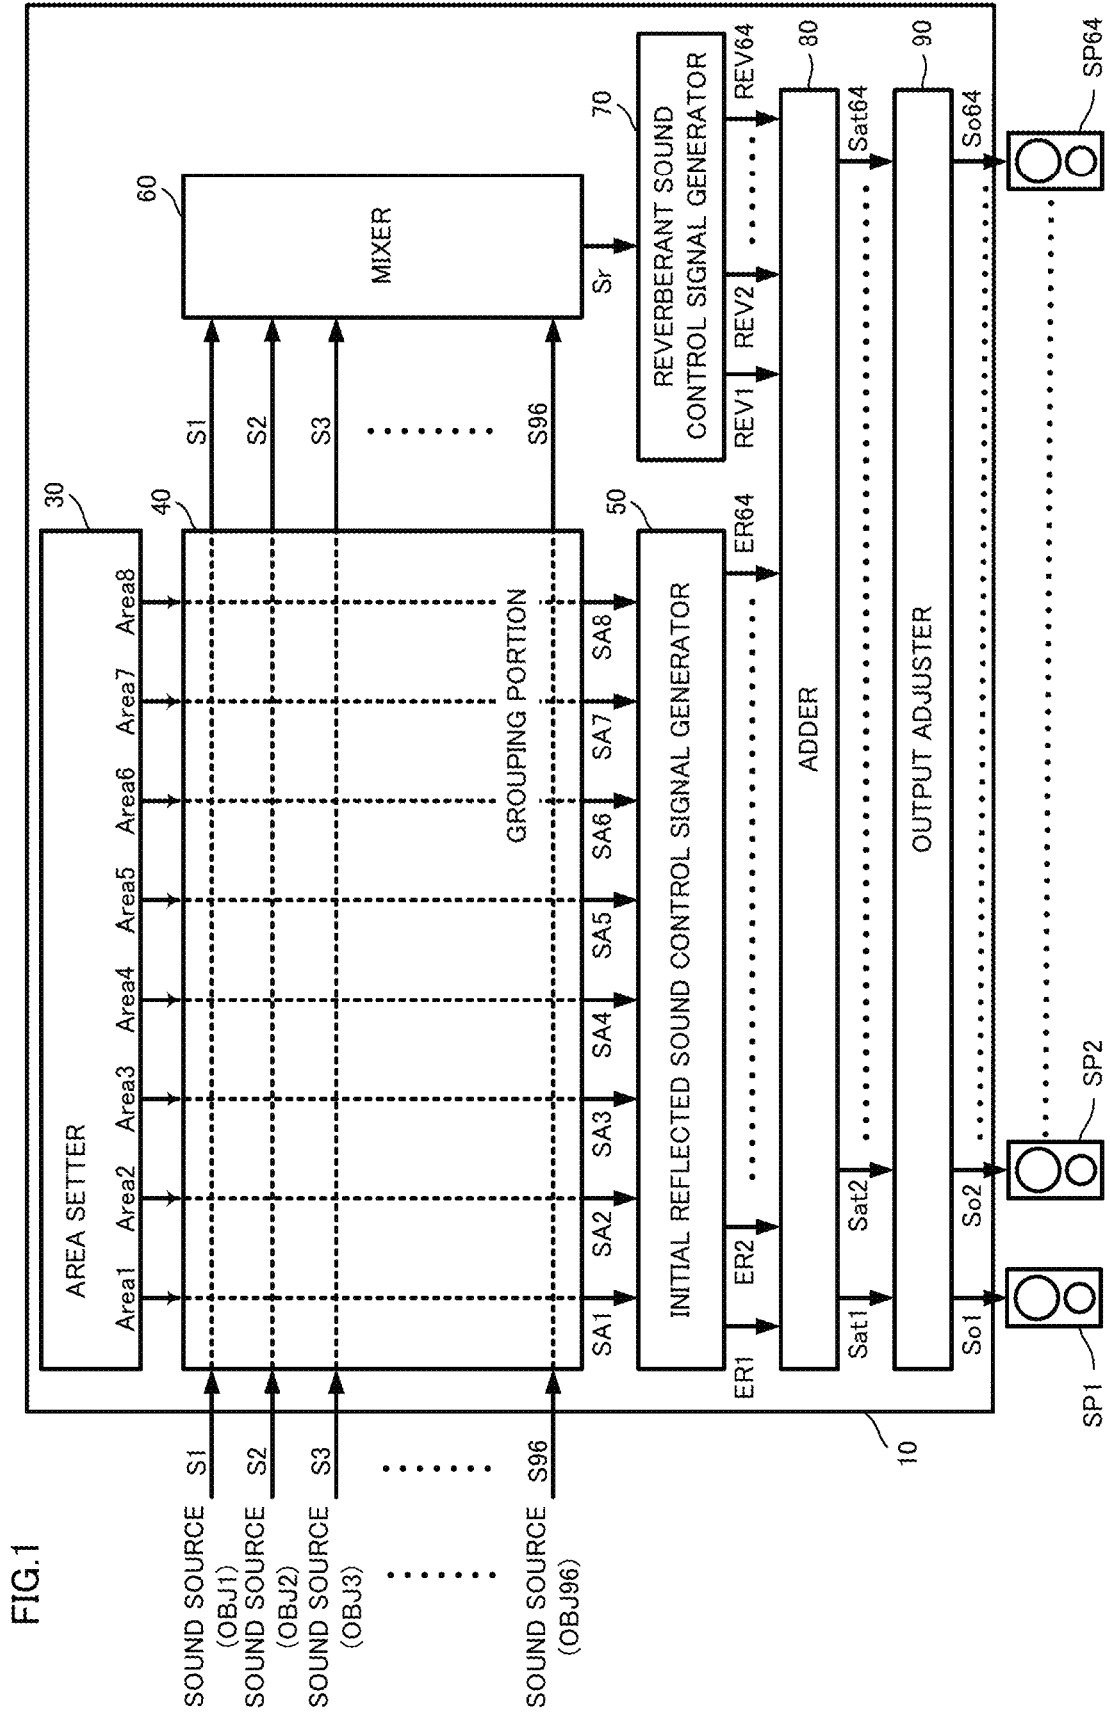 FIG.1
30
AREA SETTER
Area1 Area2 Area3 Area4 Area5 Area6 Area7 Area8
40
60
SOUND SOURCE
(OBJ1)
S1
S1
SOUND SOURCE
(OBJ2)
S2
S2
SOUND SOURCE
(OBJ3)
S3
S3
MIXER
GROUPING PORTION
SOUND SOURCE
(OBJ96)
S96
S96
SA1 SA2 SA3 SA4 SA5 SA6 SA7 SA8
Sr
50
70
INITIAL REFLECTED SOUND CONTROL SIGNAL GENERATOR
REVERBERANT SOUND
CONTROL SIGNAL GENERATOR
ER1 ER2 ER64 REV1 REV2 REV64
80
ADDER
Sat1 Sat2 Sat64
90
OUTPUT ADJUSTER
10
So1 So2 So64
SP1 SP2 SP64